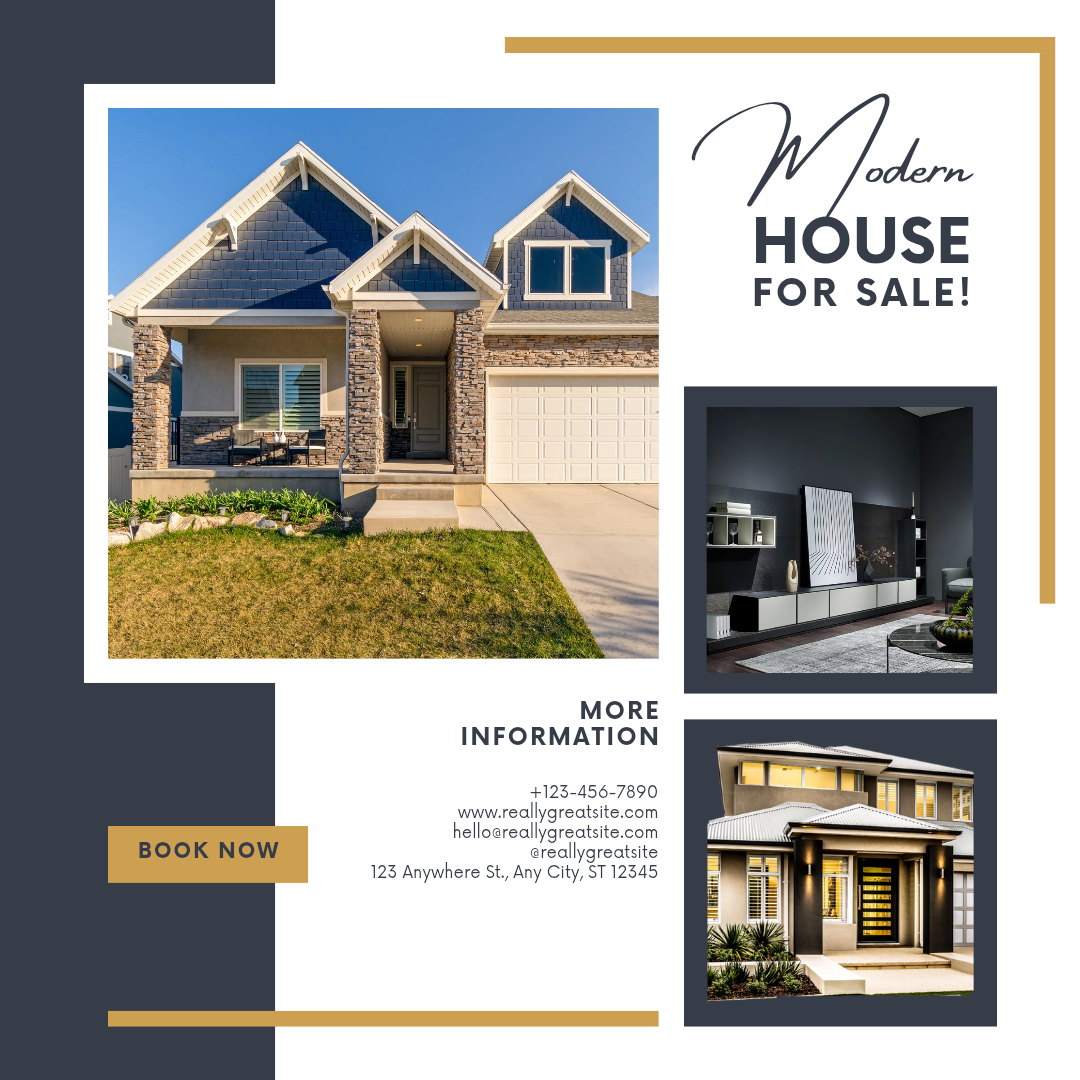 Modern
HOUSE
FOR SALE!
MORE
INFORMATION
+123-456-7890
www.reallygreatsite.com
hello@reallygreatsite.com
@reallygreatsite
123 Anywhere St., Any City, ST 12345
BOOK NOW